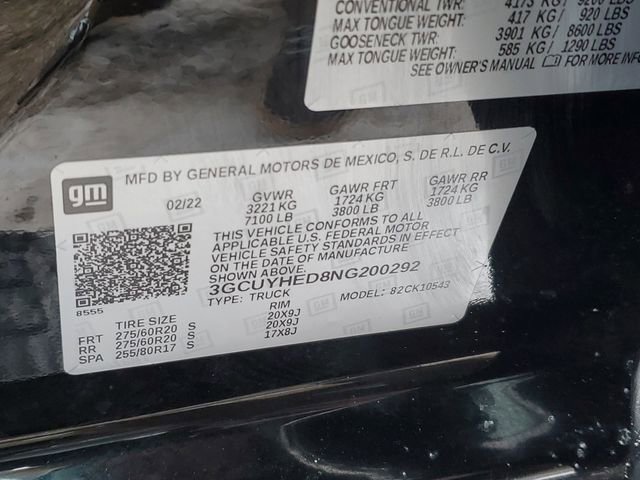 CONVENTIONAL TWR: 4173 KG / 9200 LBS
MAX TONGUE WEIGHT: 417 KG / 920 LBS
GOOSENECK TWR: 3901 KG / 8600 LBS
MAX TONGUE WEIGHT: 585 KG / 1290 LBS
SEE OWNER'S MANUAL FOR MORE INFO
gm
MFD BY GENERAL MOTORS DE MEXICO, S. DE R.L. DE C.V.
02/22 GVWR GAWR FRT GAWR RR
3221 KG 1724 KG 1724 KG
7100 LB 3800 LB 3800 LB
THIS VEHICLE CONFORMS TO ALL
APPLICABLE U.S. FEDERAL MOTOR
VEHICLE SAFETY STANDARDS IN EFFECT
ON THE DATE OF MANUFACTURE
SHOWN ABOVE.
3GCUYHED8NG200292
TYPE: TRUCK MODEL: 82CK10543
8555
TIRE SIZE RIM
FRT 275/60R20 S 20X9J
RR 275/60R20 S 20X9J
SPA 255/80R17 S 17X8J